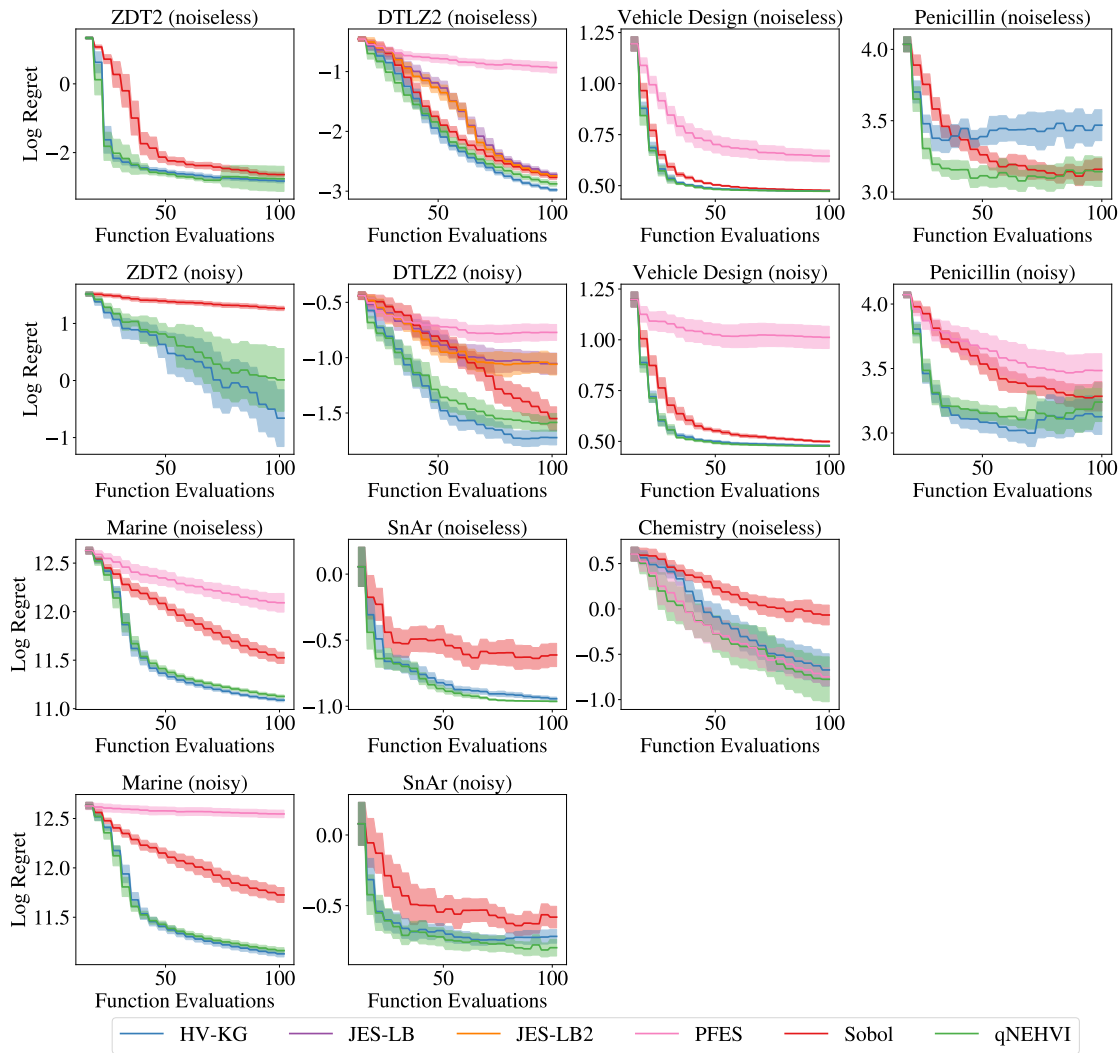 ZDT2 (noiseless) DTLZ2 (noiseless) Vehicle Design (noiseless) Penicillin (noiseless)
Log Regret
0
−2
50 100
Function Evaluations
−1
−2
−3
50 100
Function Evaluations
1.25
1.00
0.75
0.50
50 100
Function Evaluations
4.0
3.5
3.0
50 100
Function Evaluations
ZDT2 (noisy) DTLZ2 (noisy) Vehicle Design (noisy) Penicillin (noisy)
Log Regret
1
0
−1
50 100
Function Evaluations
−0.5
−1.0
−1.5
50 100
Function Evaluations
1.25
1.00
0.75
0.50
50 100
Function Evaluations
4.0
3.5
3.0
50 100
Function Evaluations
Marine (noiseless) SnAr (noiseless) Chemistry (noiseless)
Log Regret
12.5
12.0
11.5
11.0
50 100
Function Evaluations
0.0
−0.5
−1.0
50 100
Function Evaluations
0.5
0.0
−0.5
−1.0
50 100
Function Evaluations
Marine (noisy) SnAr (noisy)
Log Regret
12.5
12.0
11.5
50 100
Function Evaluations
0.0
−0.5
50 100
Function Evaluations
HV-KG JES-LB JES-LB2 PFES Sobol qNEHVI